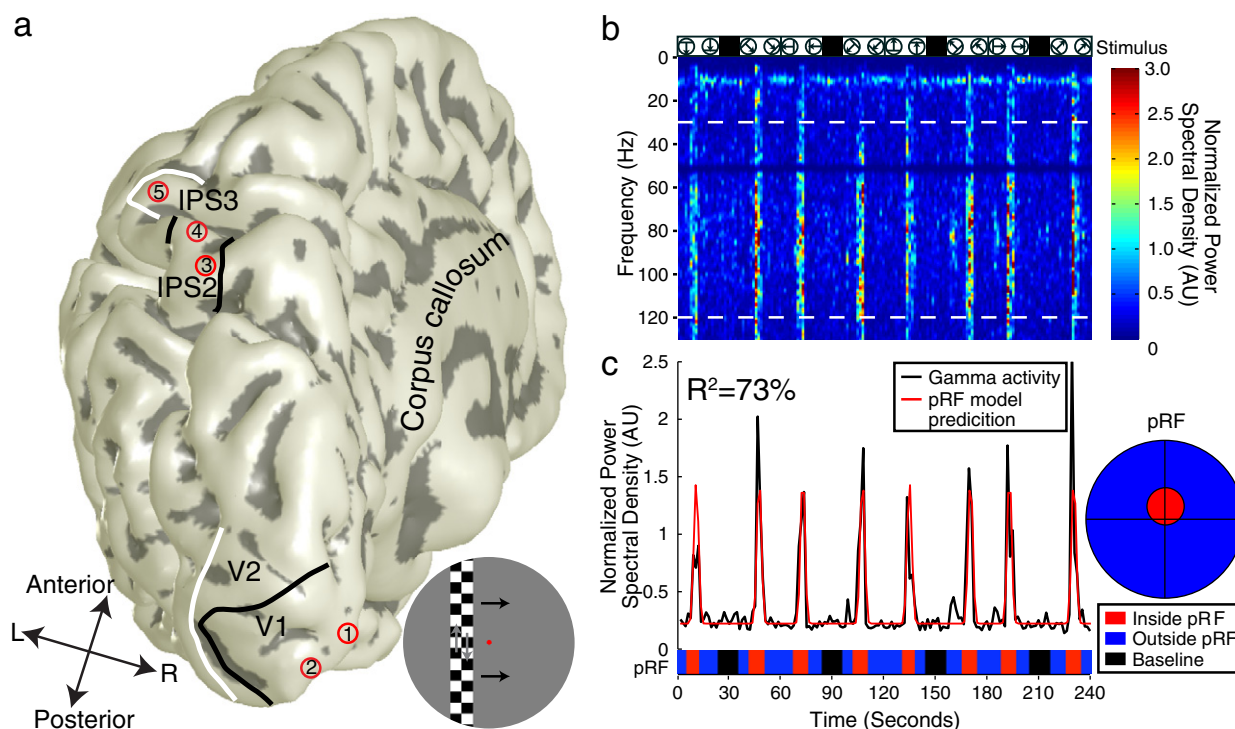 a
5
IPS3
4
3
IPS2
Corpus callosum
V2
V1
1
2
Anterior
L
R
Posterior
b
Stimulus
0
20
40
60
80
100
120
Frequency (Hz)
3.0
2.5
2.0
1.5
1.0
0.5
0
Normalized Power
Spectral Density (AU)
c
R²=73%
Gamma activity
pRF model
predicition
2.5
2
1.5
1
0.5
0
Normalized Power
Spectral Density (AU)
pRF
0 30 60 90 120 150 180 210 240
Time (Seconds)
pRF
Inside pRF
Outside pRF
Baseline